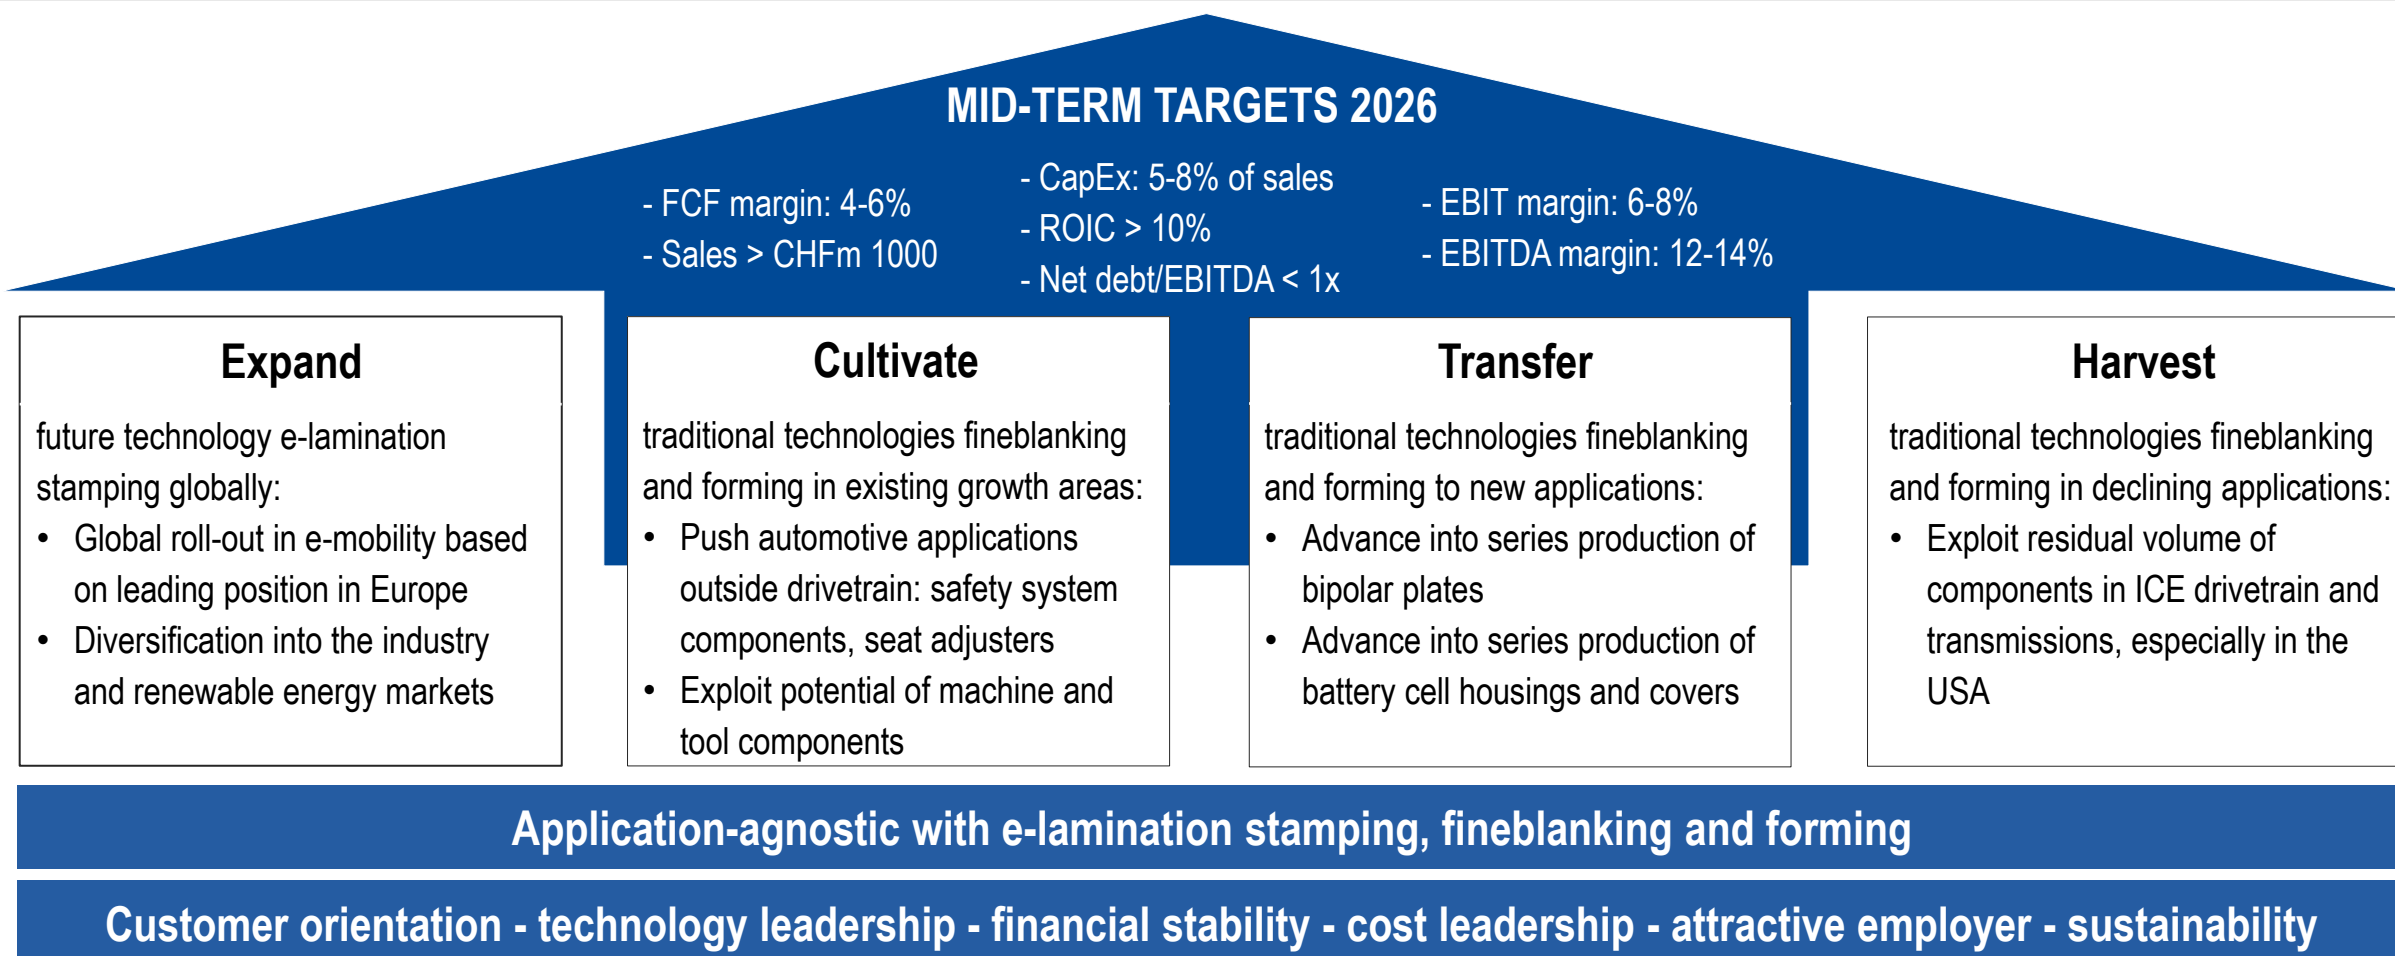 MID-TERM TARGETS 2026
- FCF margin: 4-6%
- Sales > CHFm 1000
- CapEx: 5-8% of sales
- ROIC > 10%
- Net debt/EBITDA < 1x
- EBIT margin: 6-8%
- EBITDA margin: 12-14%
Expand
future technology e-lamination
stamping globally:
• Global roll-out in e-mobility based
on leading position in Europe
• Diversification into the industry
and renewable energy markets
Cultivate
traditional technologies fineblanking
and forming in existing growth areas:
• Push automotive applications
outside drivetrain: safety system
components, seat adjusters
• Exploit potential of machine and
tool components
Transfer
traditional technologies fineblanking
and forming to new applications:
• Advance into series production of
bipolar plates
• Advance into series production of
battery cell housings and covers
Harvest
traditional technologies fineblanking
and forming in declining applications:
• Exploit residual volume of
components in ICE drivetrain and
transmissions, especially in the
USA
Application-agnostic with e-lamination stamping, fineblanking and forming
Customer orientation - technology leadership - financial stability - cost leadership - attractive employer - sustainability